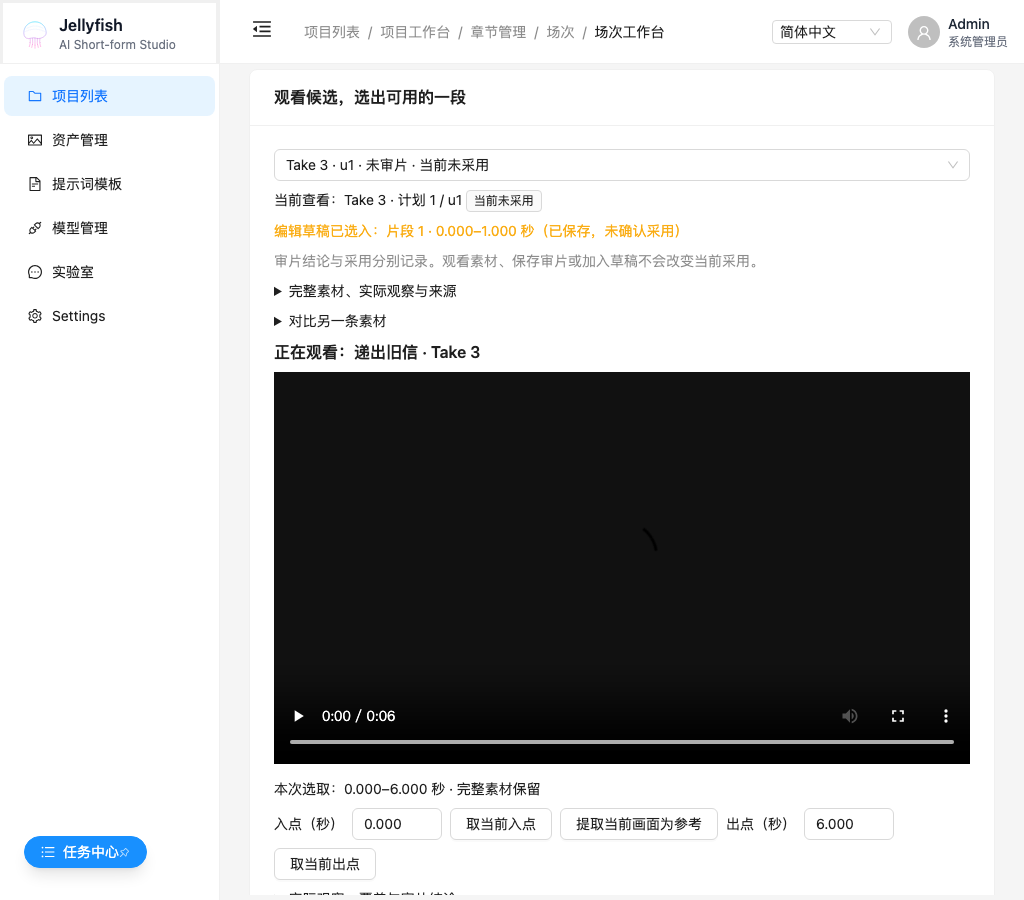 Jellyfish
AI Short-form Studio
项目列表 / 项目工作台 / 章节管理 / 场次 / 场次工作台
简体中文
Admin
系统管理员
项目列表
资产管理
提示词模板
模型管理
实验室
Settings
任务中心
观看候选，选出可用的一段
Take 3 · u1 · 未审片 · 当前未采用
当前查看：Take 3 · 计划 1 / u1 当前未采用
编辑草稿已选入：片段 1 · 0.000–1.000 秒（已保存，未确认采用）
审片结论与采用分别记录。观看素材、保存审片或加入草稿不会改变当前采用。
完整素材、实际观察与来源
对比另一条素材
正在观看：递出旧信 · Take 3
0:00 / 0:06
本次选取：0.000–6.000 秒 · 完整素材保留
入点（秒） 0.000 取当前入点 提取当前画面为参考 出点（秒） 6.000
取当前出点